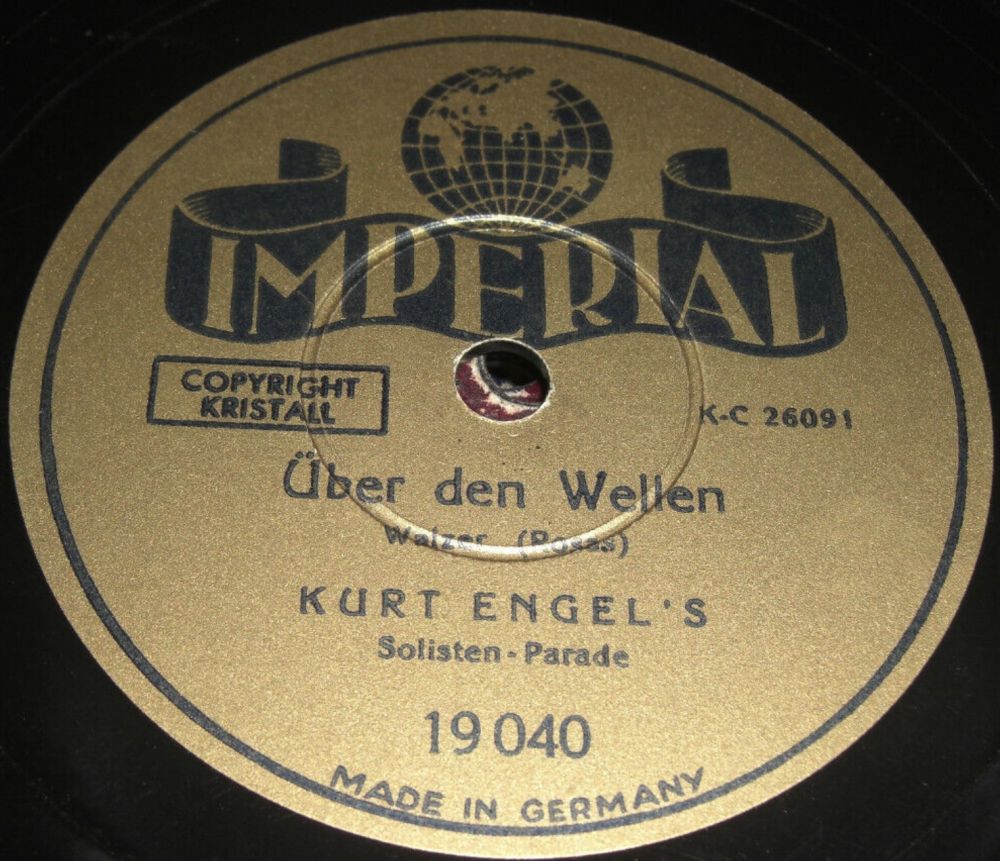 IMPERIAL
COPYRIGHT
KRISTALL
K-C 26091
Über den Wellen
Walzer (Rosas)
KURT ENGEL'S
Solisten-Parade
19040
MADE IN GERMANY